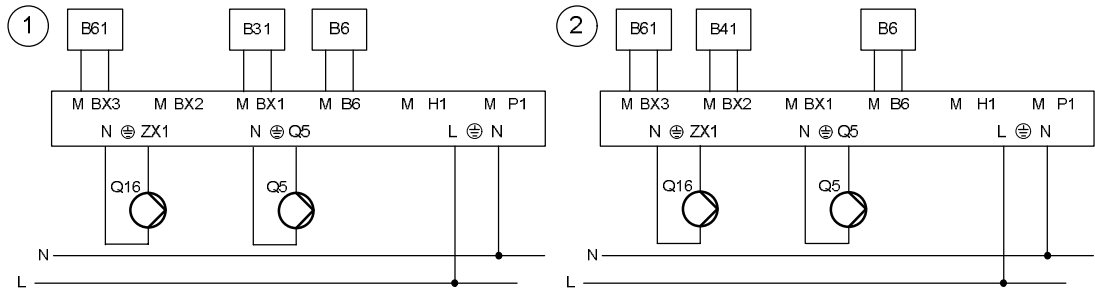 1 B61 B31 B6
M BX3 M BX2 M BX1 M B6 M H1 M P1
N ZX1 N Q5 L N
Q16 Q5
N
L
2 B61 B41 B6
M BX3 M BX2 M BX1 M B6 M H1 M P1
N ZX1 N Q5 L N
Q16 Q5
N
L